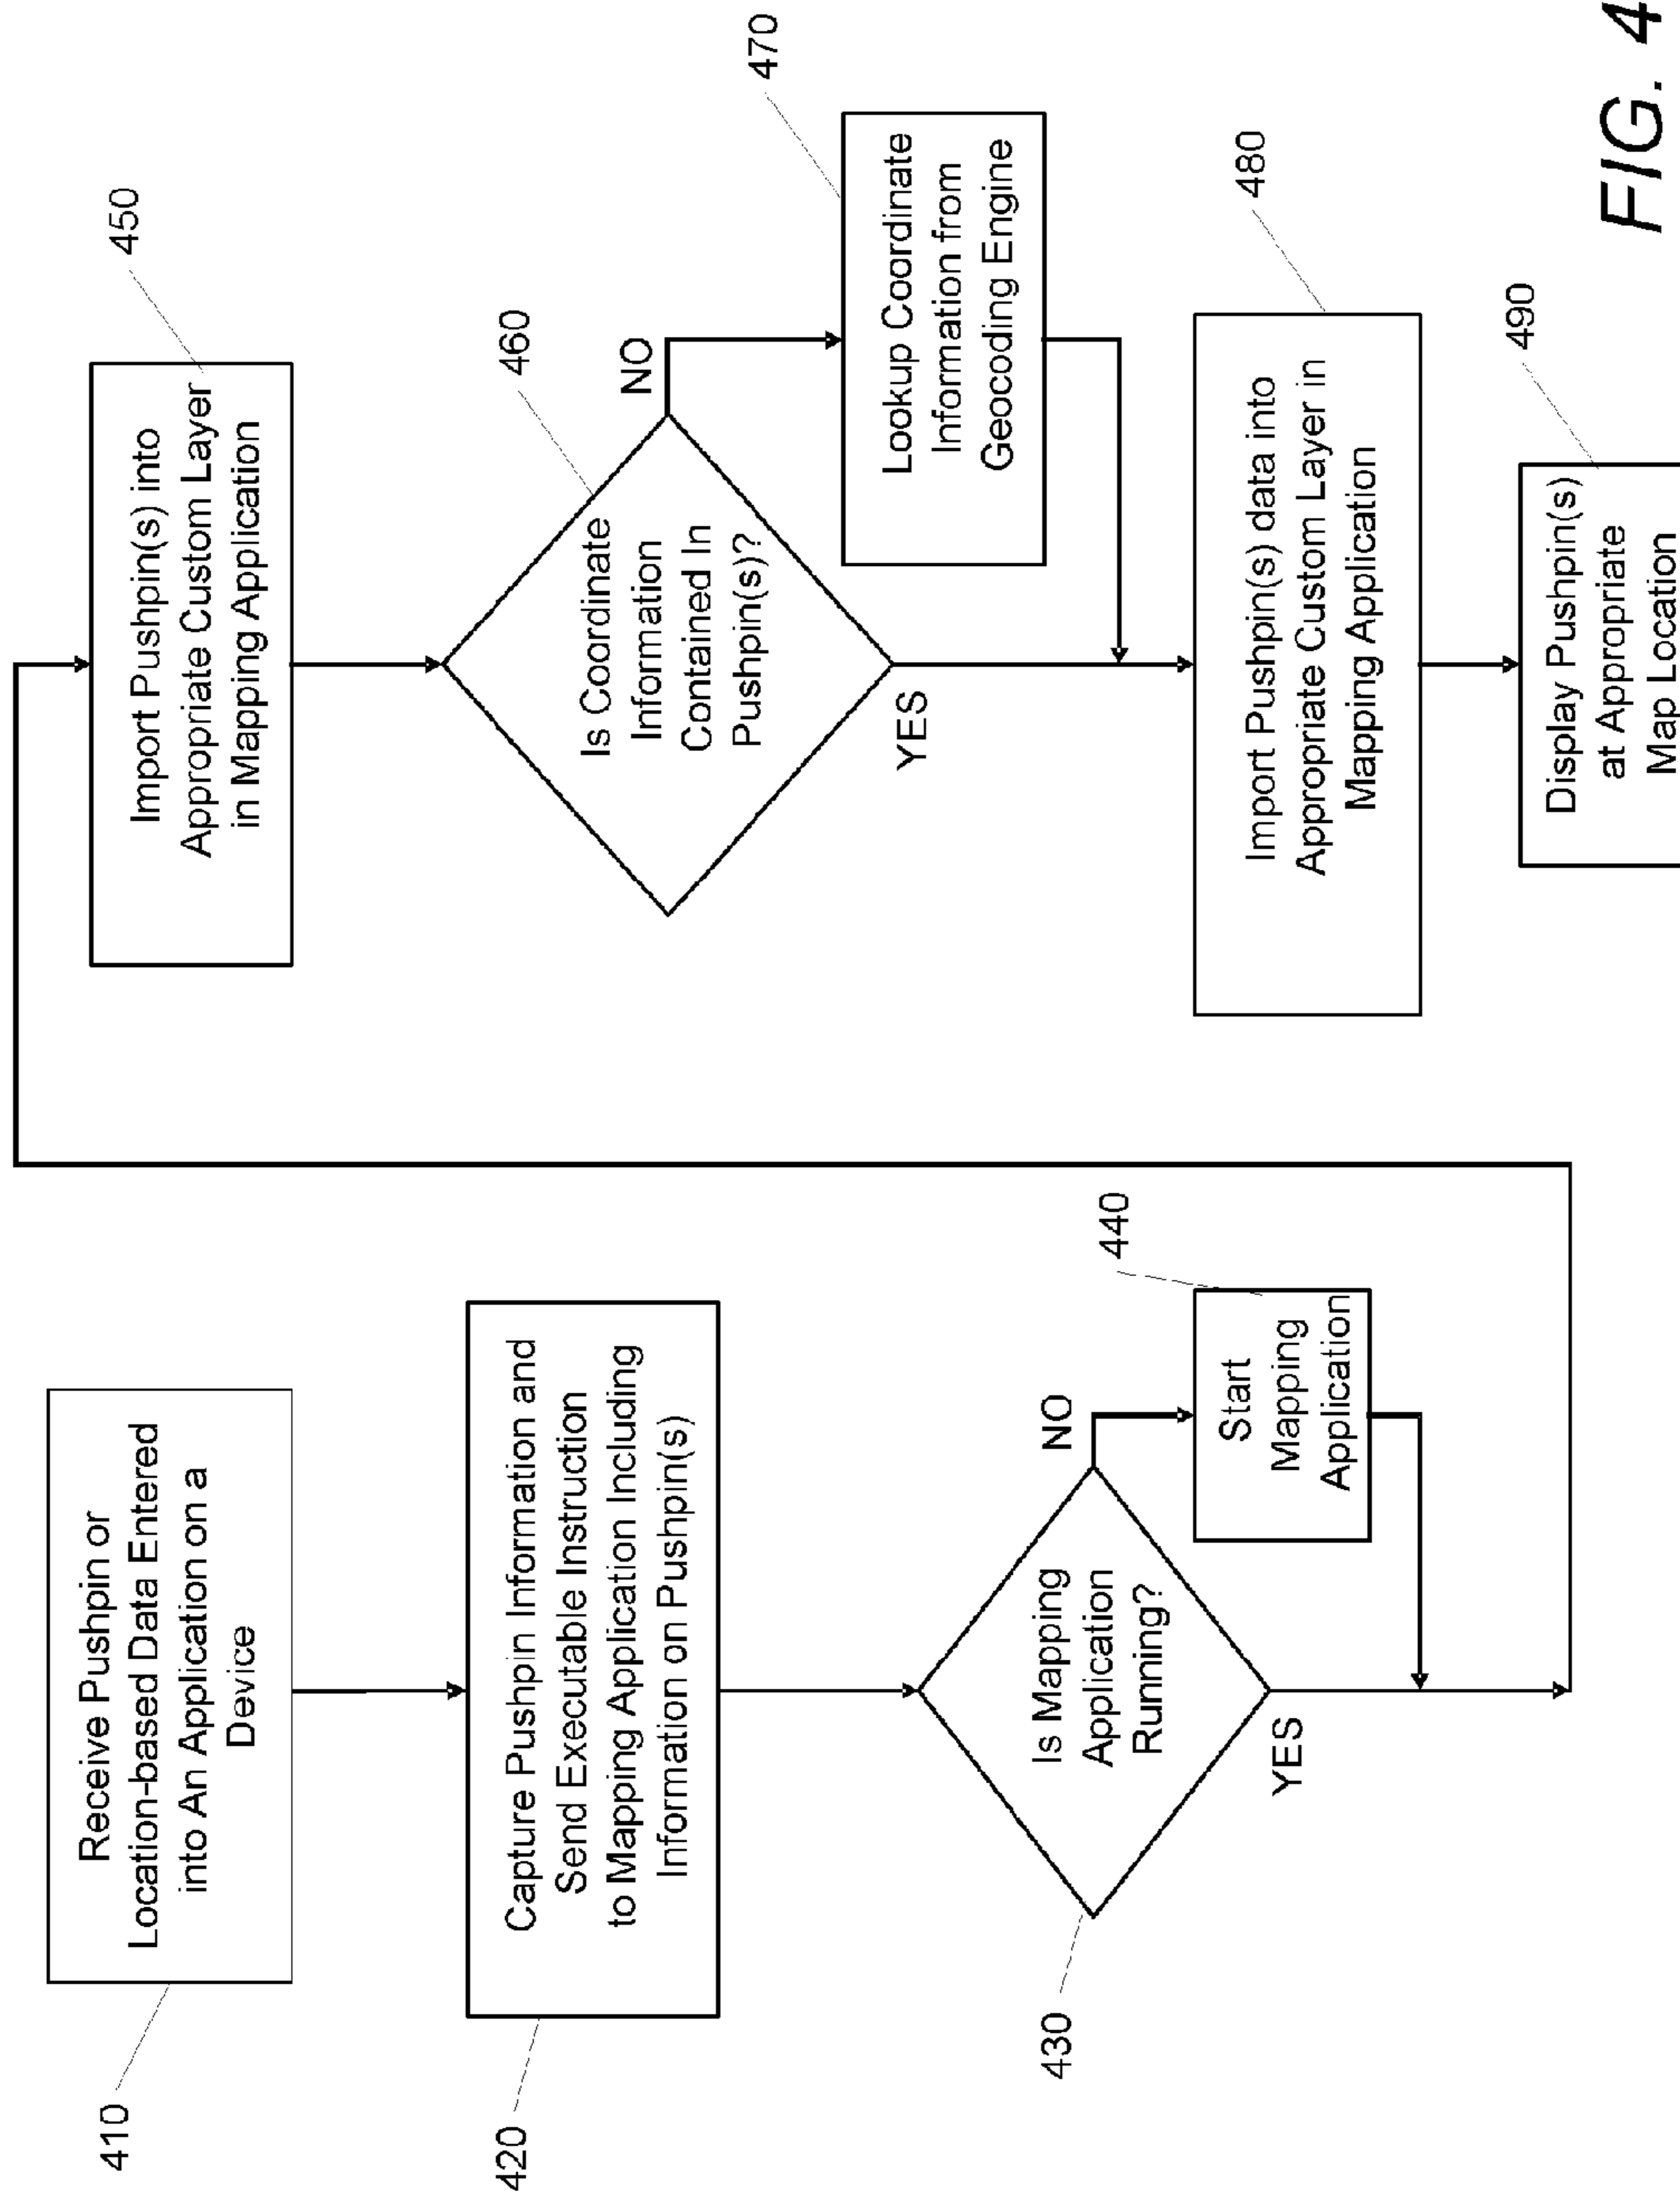 410
Receive Pushpin or
Location-based Data Entered
into An Application on a
Device
420
Capture Pushpin Information and
Send Executable Instruction
to Mapping Application Including
Information on Pushpin(s)
430
Is Mapping
Application
Running?
NO
YES
440
Start
Mapping
Application
450
Import Pushpin(s) into
Appropriate Custom Layer
in Mapping Application
460
Is Coordinate
Information
Contained In
Pushpin(s)?
NO
YES
470
Lookup Coordinate
Information from
Geocoding Engine
480
Import Pushpin(s) data into
Appropriate Custom Layer in
Mapping Application
490
Display Pushpin(s)
at Appropriate
Map Location
FIG. 4